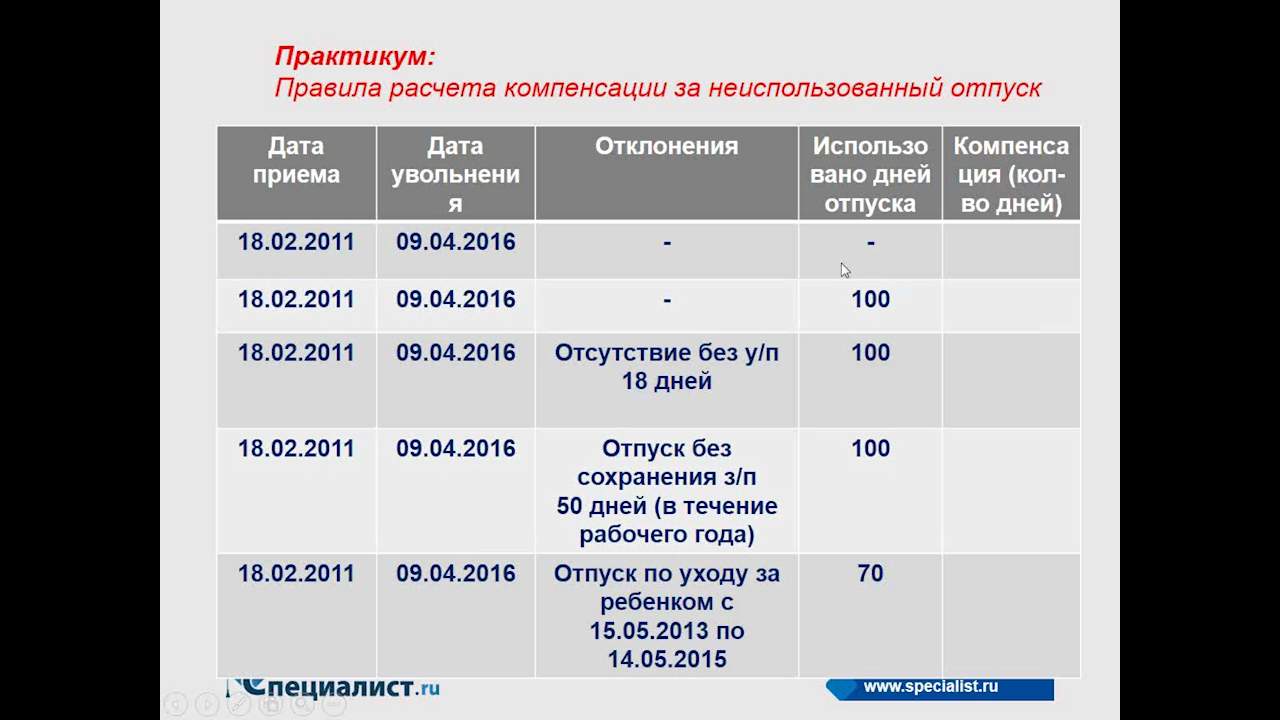 Практикум:
Правила расчета компенсации за неиспользованный отпуск
Дата
приема
Дата
увольнени
я
Отклонения
Использо
вано дней
отпуска
Компенса
ция (кол-
во дней)
18.02.2011
09.04.2016
-
-
18.02.2011
09.04.2016
-
100
18.02.2011
09.04.2016
Отсутствие без у/п
18 дней
100
18.02.2011
09.04.2016
Отпуск без
сохранения з/п
50 дней (в течение
рабочего года)
100
18.02.2011
09.04.2016
Отпуск по уходу за
ребенком с
15.05.2013 по
14.05.2015
70
Специалист.ru
www.specialist.ru